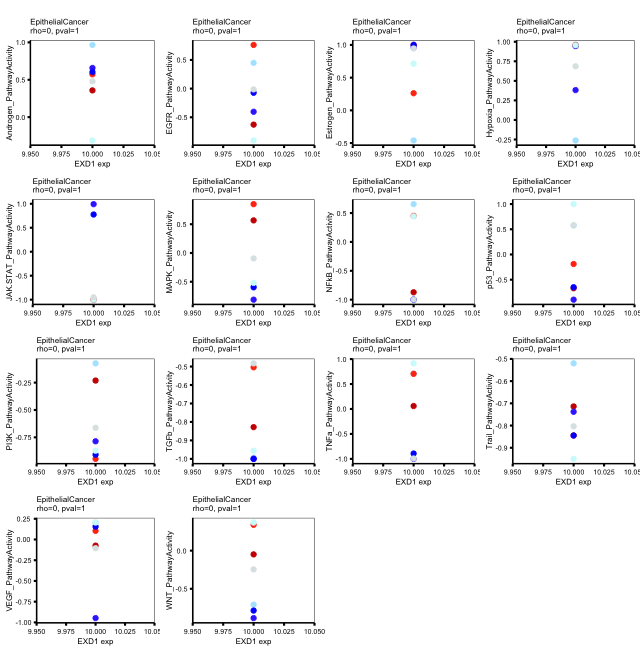 EpithelialCancer
rho=0, pval=1
Androgen_PathwayActivity
1.0
0.5
0.0
9.950
9.975
10.000
10.025
10.05
EXD1 exp
EpithelialCancer
rho=0, pval=1
EGFR_PathwayActivity
0.5
0.0
-0.5
9.950
9.975
10.000
10.025
10.05
EXD1 exp
EpithelialCancer
rho=0, pval=1
Estrogen_PathwayActivity
1.0
0.5
0.0
-0.5
9.950
9.975
10.000
10.025
10.05
EXD1 exp
EpithelialCancer
rho=0, pval=1
Hypoxia_PathwayActivity
1.00
0.75
0.50
0.25
0.00
-0.25
9.950
9.975
10.000
10.025
10.05
EXD1 exp
EpithelialCancer
rho=0, pval=1
JAK.STAT_PathwayActivity
1.0
0.5
0.0
-0.5
-1.0
9.950
9.975
10.000
10.025
10.05
EXD1 exp
EpithelialCancer
rho=0, pval=1
MAPK_PathwayActivity
0.5
0.0
-0.5
9.950
9.975
10.000
10.025
10.05
EXD1 exp
EpithelialCancer
rho=0, pval=1
NFkB_PathwayActivity
0.5
0.0
-0.5
-1.0
9.950
9.975
10.000
10.025
10.05
EXD1 exp
EpithelialCancer
rho=0, pval=1
p53_PathwayActivity
1.0
0.5
0.0
-0.5
9.950
9.975
10.000
10.025
10.05
EXD1 exp
EpithelialCancer
rho=0, pval=1
PI3K_PathwayActivity
-0.25
-0.50
-0.75
9.950
9.975
10.000
10.025
10.05
EXD1 exp
EpithelialCancer
rho=0, pval=1
TGFb_PathwayActivity
-0.5
-0.6
-0.7
-0.8
-0.9
-1.0
9.950
9.975
10.000
10.025
10.05
EXD1 exp
EpithelialCancer
rho=0, pval=1
TNFa_PathwayActivity
1.0
0.5
0.0
-0.5
-1.0
9.950
9.975
10.000
10.025
10.05
EXD1 exp
EpithelialCancer
rho=0, pval=1
Trail_PathwayActivity
-0.5
-0.6
-0.7
-0.8
-0.9
9.950
9.975
10.000
10.025
10.05
EXD1 exp
EpithelialCancer
rho=0, pval=1
VEGF_PathwayActivity
0.25
0.00
-0.25
-0.50
-0.75
-1.00
9.950
9.975
10.000
10.025
10.05
EXD1 exp
EpithelialCancer
rho=0, pval=1
WNT_PathwayActivity
0.0
-0.5
9.950
9.975
10.000
10.025
10.050
EXD1 exp